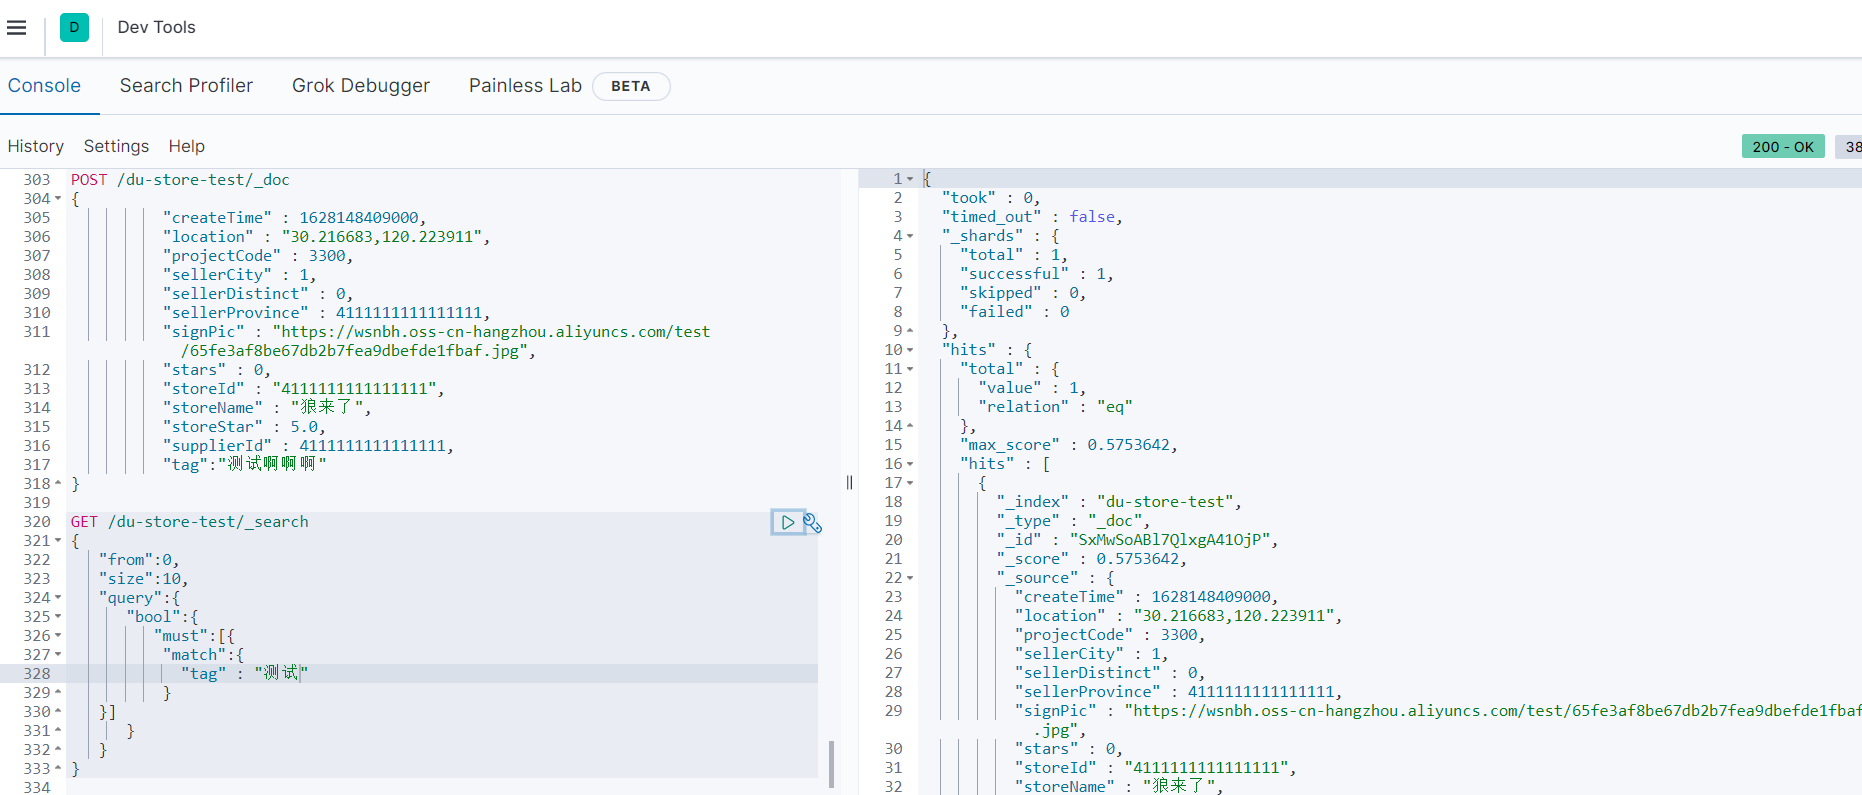 D Dev Tools
Console Search Profiler Grok Debugger Painless Lab BETA
History Settings Help 200 - OK 38
303 POST /du-store-test/_doc
304 {
305 "createTime" : 1628148409000,
306 "location" : "30.216683,120.223911",
307 "projectCode" : 3300,
308 "sellerCity" : 1,
309 "sellerDistinct" : 0,
310 "sellerProvince" : 4111111111111111,
311 "signPic" : "https://wsnbh.oss-cn-hangzhou.aliyuncs.com/test
/65fe3af8be67db2b7fea9dbefde1fbaf.jpg",
312 "stars" : 0,
313 "storeId" : "4111111111111111",
314 "storeName" : "狼来了",
315 "storeStar" : 5.0,
316 "supplierId" : 4111111111111111,
317 "tag":"测试啊啊啊"
318 }
319
320 GET /du-store-test/_search
321 {
322 "from":0,
323 "size":10,
324 "query":{
325 "bool":{
326 "must":[{
327 "match":{
328 "tag" : "测试"
329 }
330 }]
331 }
332 }
333 }
334
1 {
2 "took" : 0,
3 "timed_out" : false,
4 "_shards" : {
5 "total" : 1,
6 "successful" : 1,
7 "skipped" : 0,
8 "failed" : 0
9 },
10 "hits" : {
11 "total" : {
12 "value" : 1,
13 "relation" : "eq"
14 },
15 "max_score" : 0.5753642,
16 "hits" : [
17 {
18 "_index" : "du-store-test",
19 "_type" : "_doc",
20 "_id" : "SxMwSoABl7QlxgA41OjP",
21 "_score" : 0.5753642,
22 "_source" : {
23 "createTime" : 1628148409000,
24 "location" : "30.216683,120.223911",
25 "projectCode" : 3300,
26 "sellerCity" : 1,
27 "sellerDistinct" : 0,
28 "sellerProvince" : 4111111111111111,
29 "signPic" : "https://wsnbh.oss-cn-hangzhou.aliyuncs.com/test/65fe3af8be67db2b7fea9dbefde1fbaf
.jpg",
30 "stars" : 0,
31 "storeId" : "4111111111111111",
32 "storeName" : "狼来了",